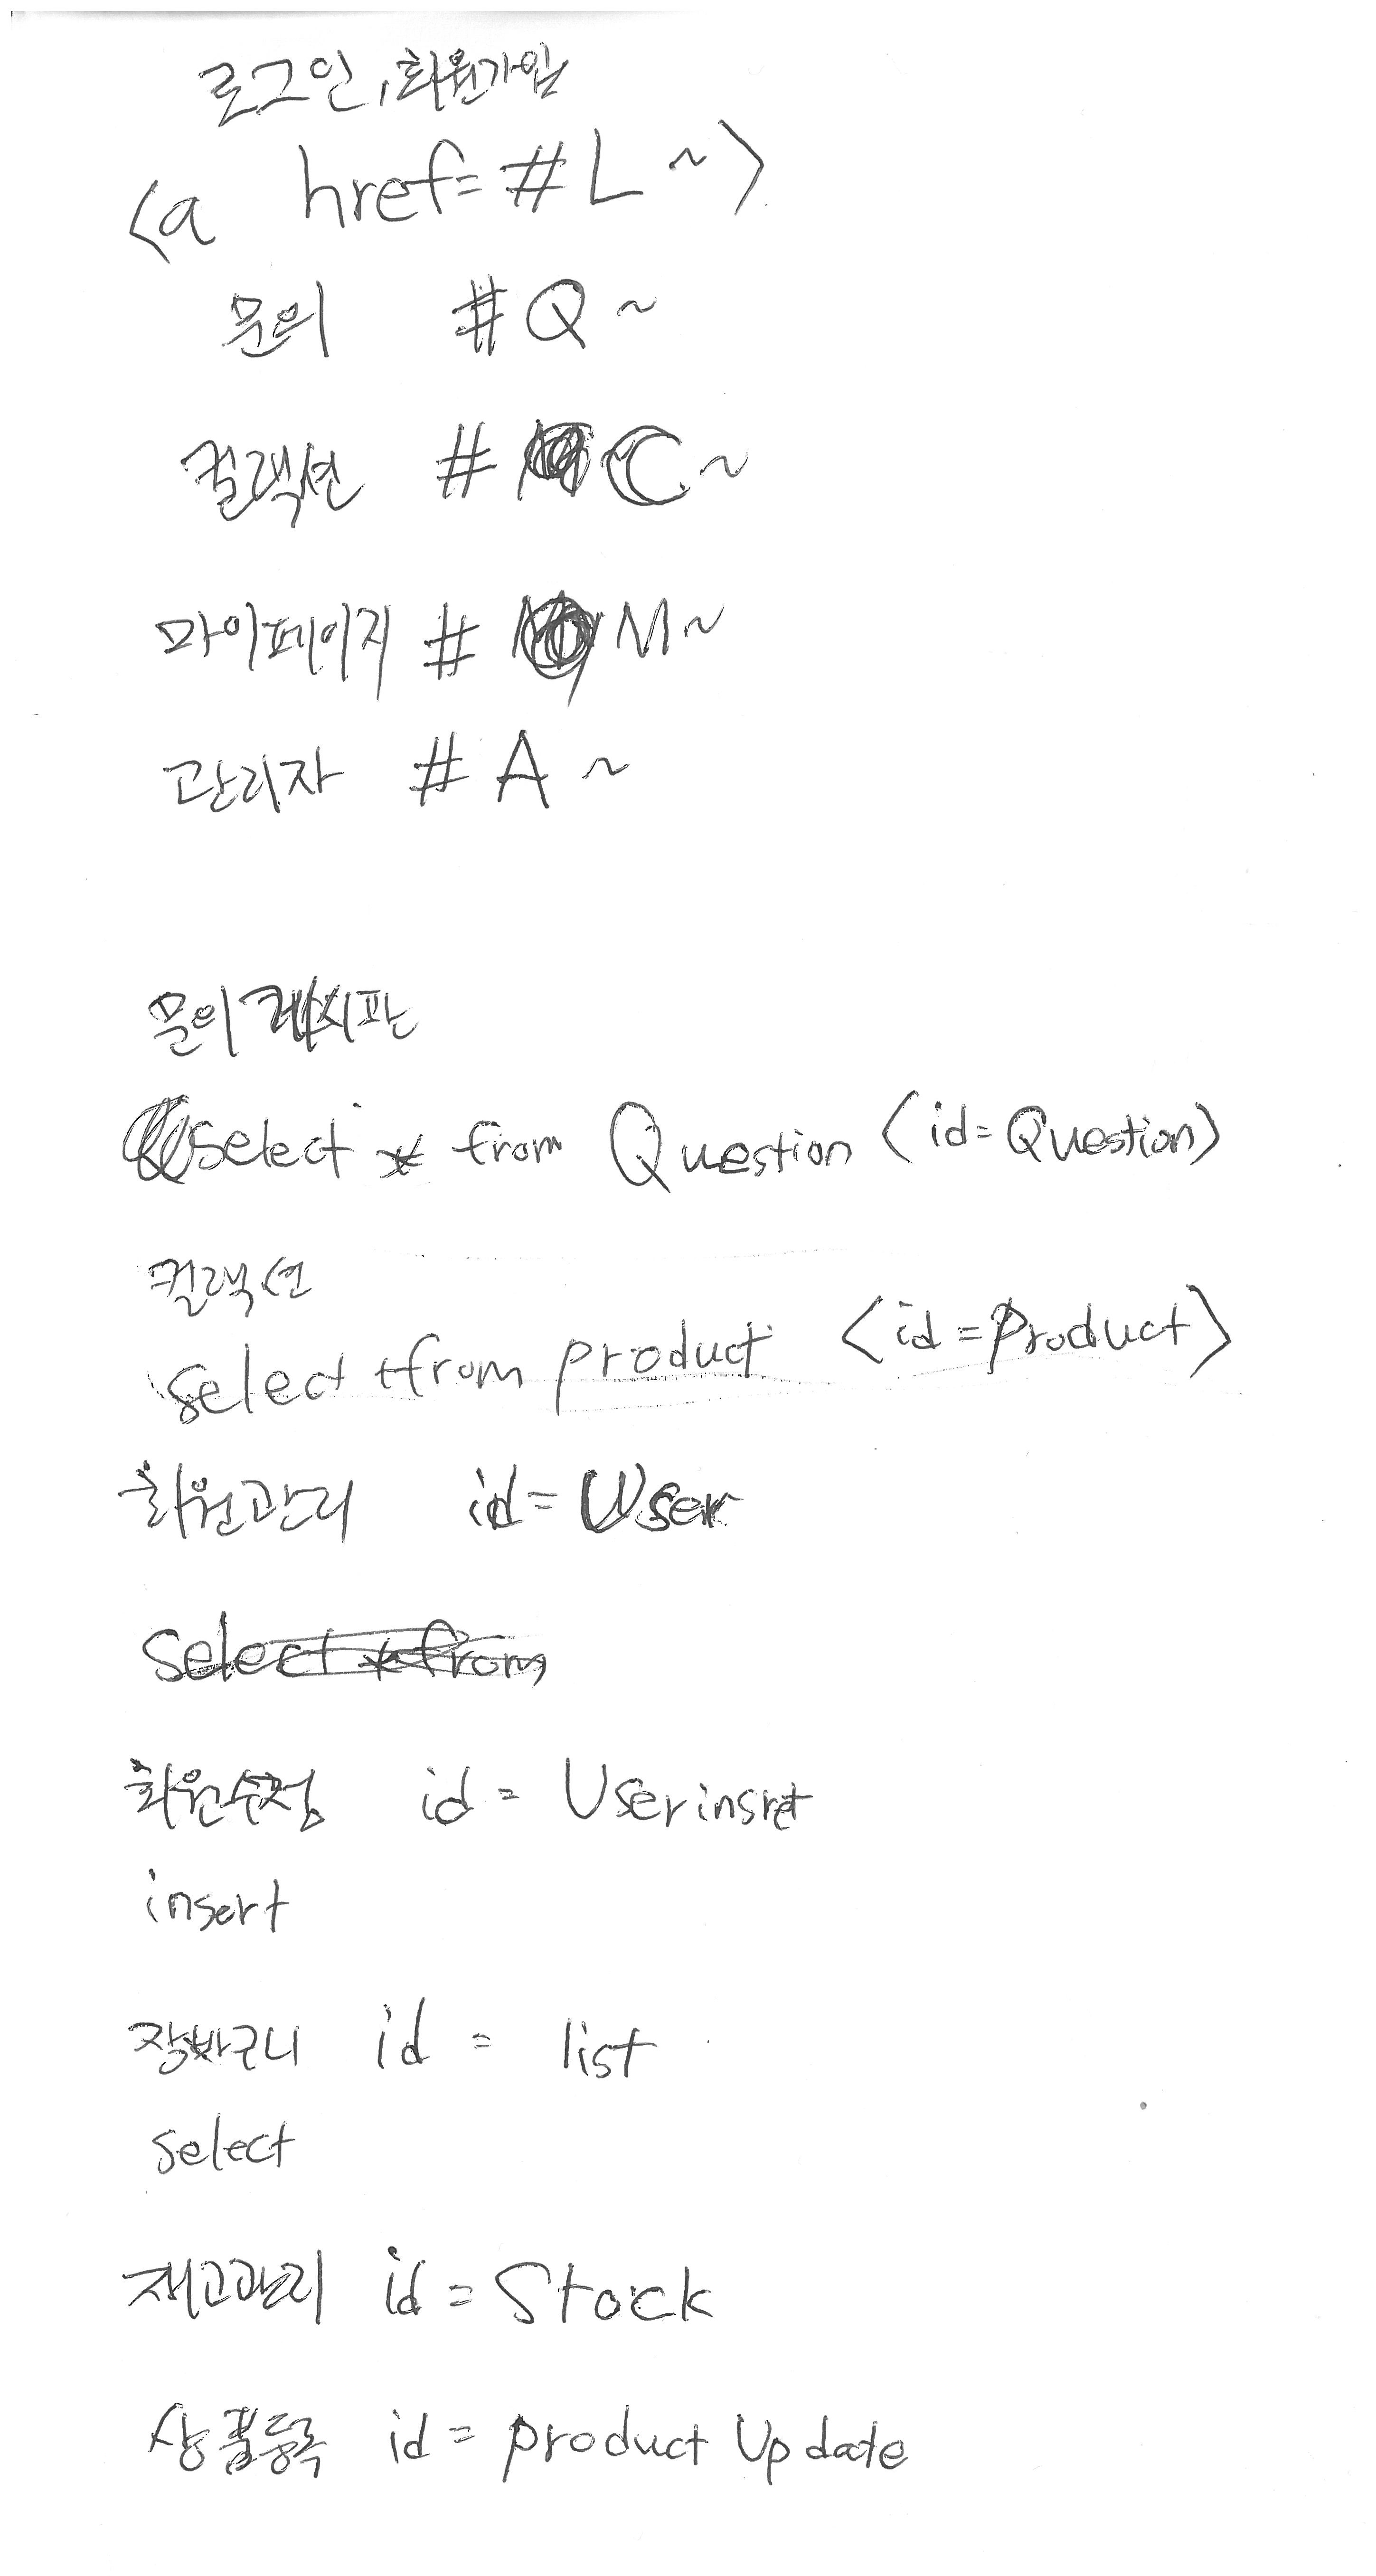 로그인, 회원가입
<a href=#L~>
문의 #Q~
컬랙션 # C~
마이페이지 # M~
관리자 #A~
문의 게시판
select * from Question <id=Question>
컬랙션
select * from product <id=product>
회원관리 id=User
select * from
회원수정 id= Userinsret
insert
장바구니 id = list
select
재고관리 id=Stock
상품등록 id=product Update